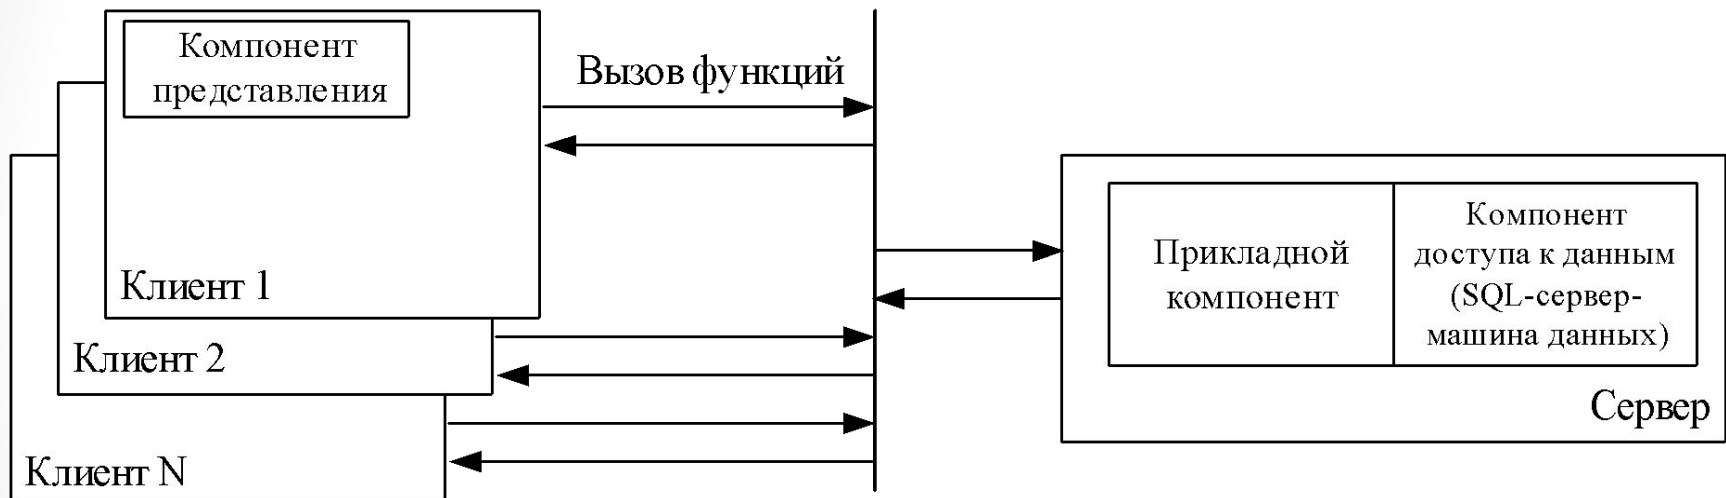 Компонент
представления
Вызов функций
Клиент 1
Клиент 2
Клиент N
Прикладной
компонент
Компонент
доступа к данным
(SQL-сервер-
машина данных)
Сервер